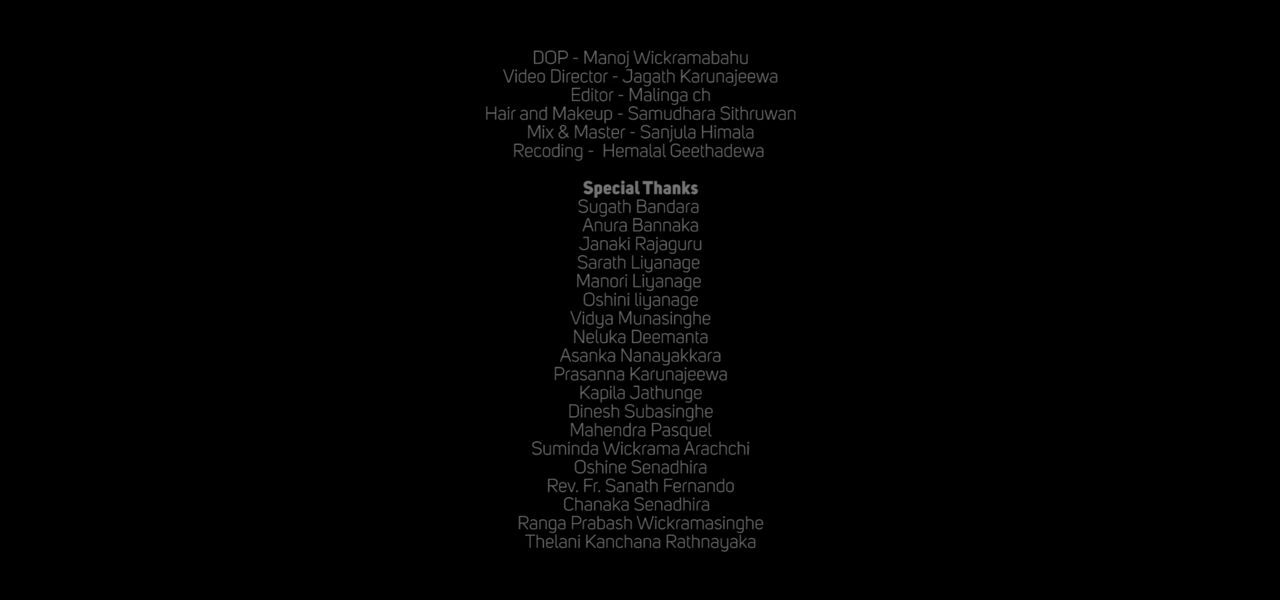 DOP - Manoj Wickramabahu
Video Director - Jagath Karunajeewa
Editor - Malinga ch
Hair and Makeup - Samudhara Sithruwan
Mix & Master - Sanjula Himala
Recoding - Hemalal Geethadewa
Special Thanks
Sugath Bandara
Anura Bannaka
Janaki Rajaguru
Sarath Liyanage
Manori Liyanage
Oshini liyanage
Vidya Munasinghe
Neluka Deemanta
Asanka Nanayakkara
Prasanna Karunajeewa
Kapila Jathunge
Dinesh Subasinghe
Mahendra Pasquel
Suminda Wickrama Arachchi
Oshine Senadhira
Rev. Fr. Sanath Fernando
Chanaka Senadhira
Ranga Prabash Wickramasinghe
Thelani Kanchana Rathnayaka